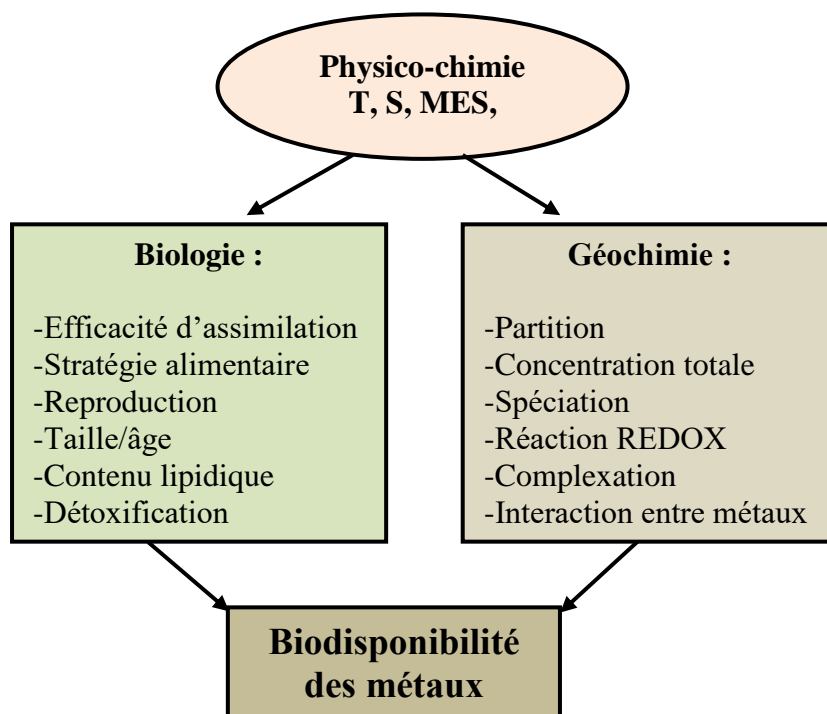 Physico-chimie
T, S, MES,
Biologie :
-Efficacité d’assimilation
-Stratégie alimentaire
-Reproduction
-Taille/âge
-Contenu lipidique
-Détoxification
Géochimie :
-Partition
-Concentration totale
-Spéciation
-Réaction REDOX
-Complexation
-Interaction entre métaux
Biodisponibilité
des métaux